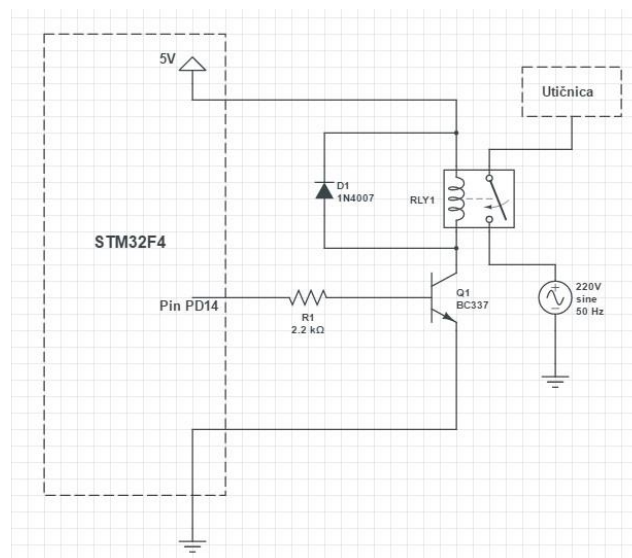 5V
Utičnica
D1
1N4007
RLY1
STM32F4
Pin PD14
R1
2.2 kΩ
Q1
BC337
220V
sine
50 Hz